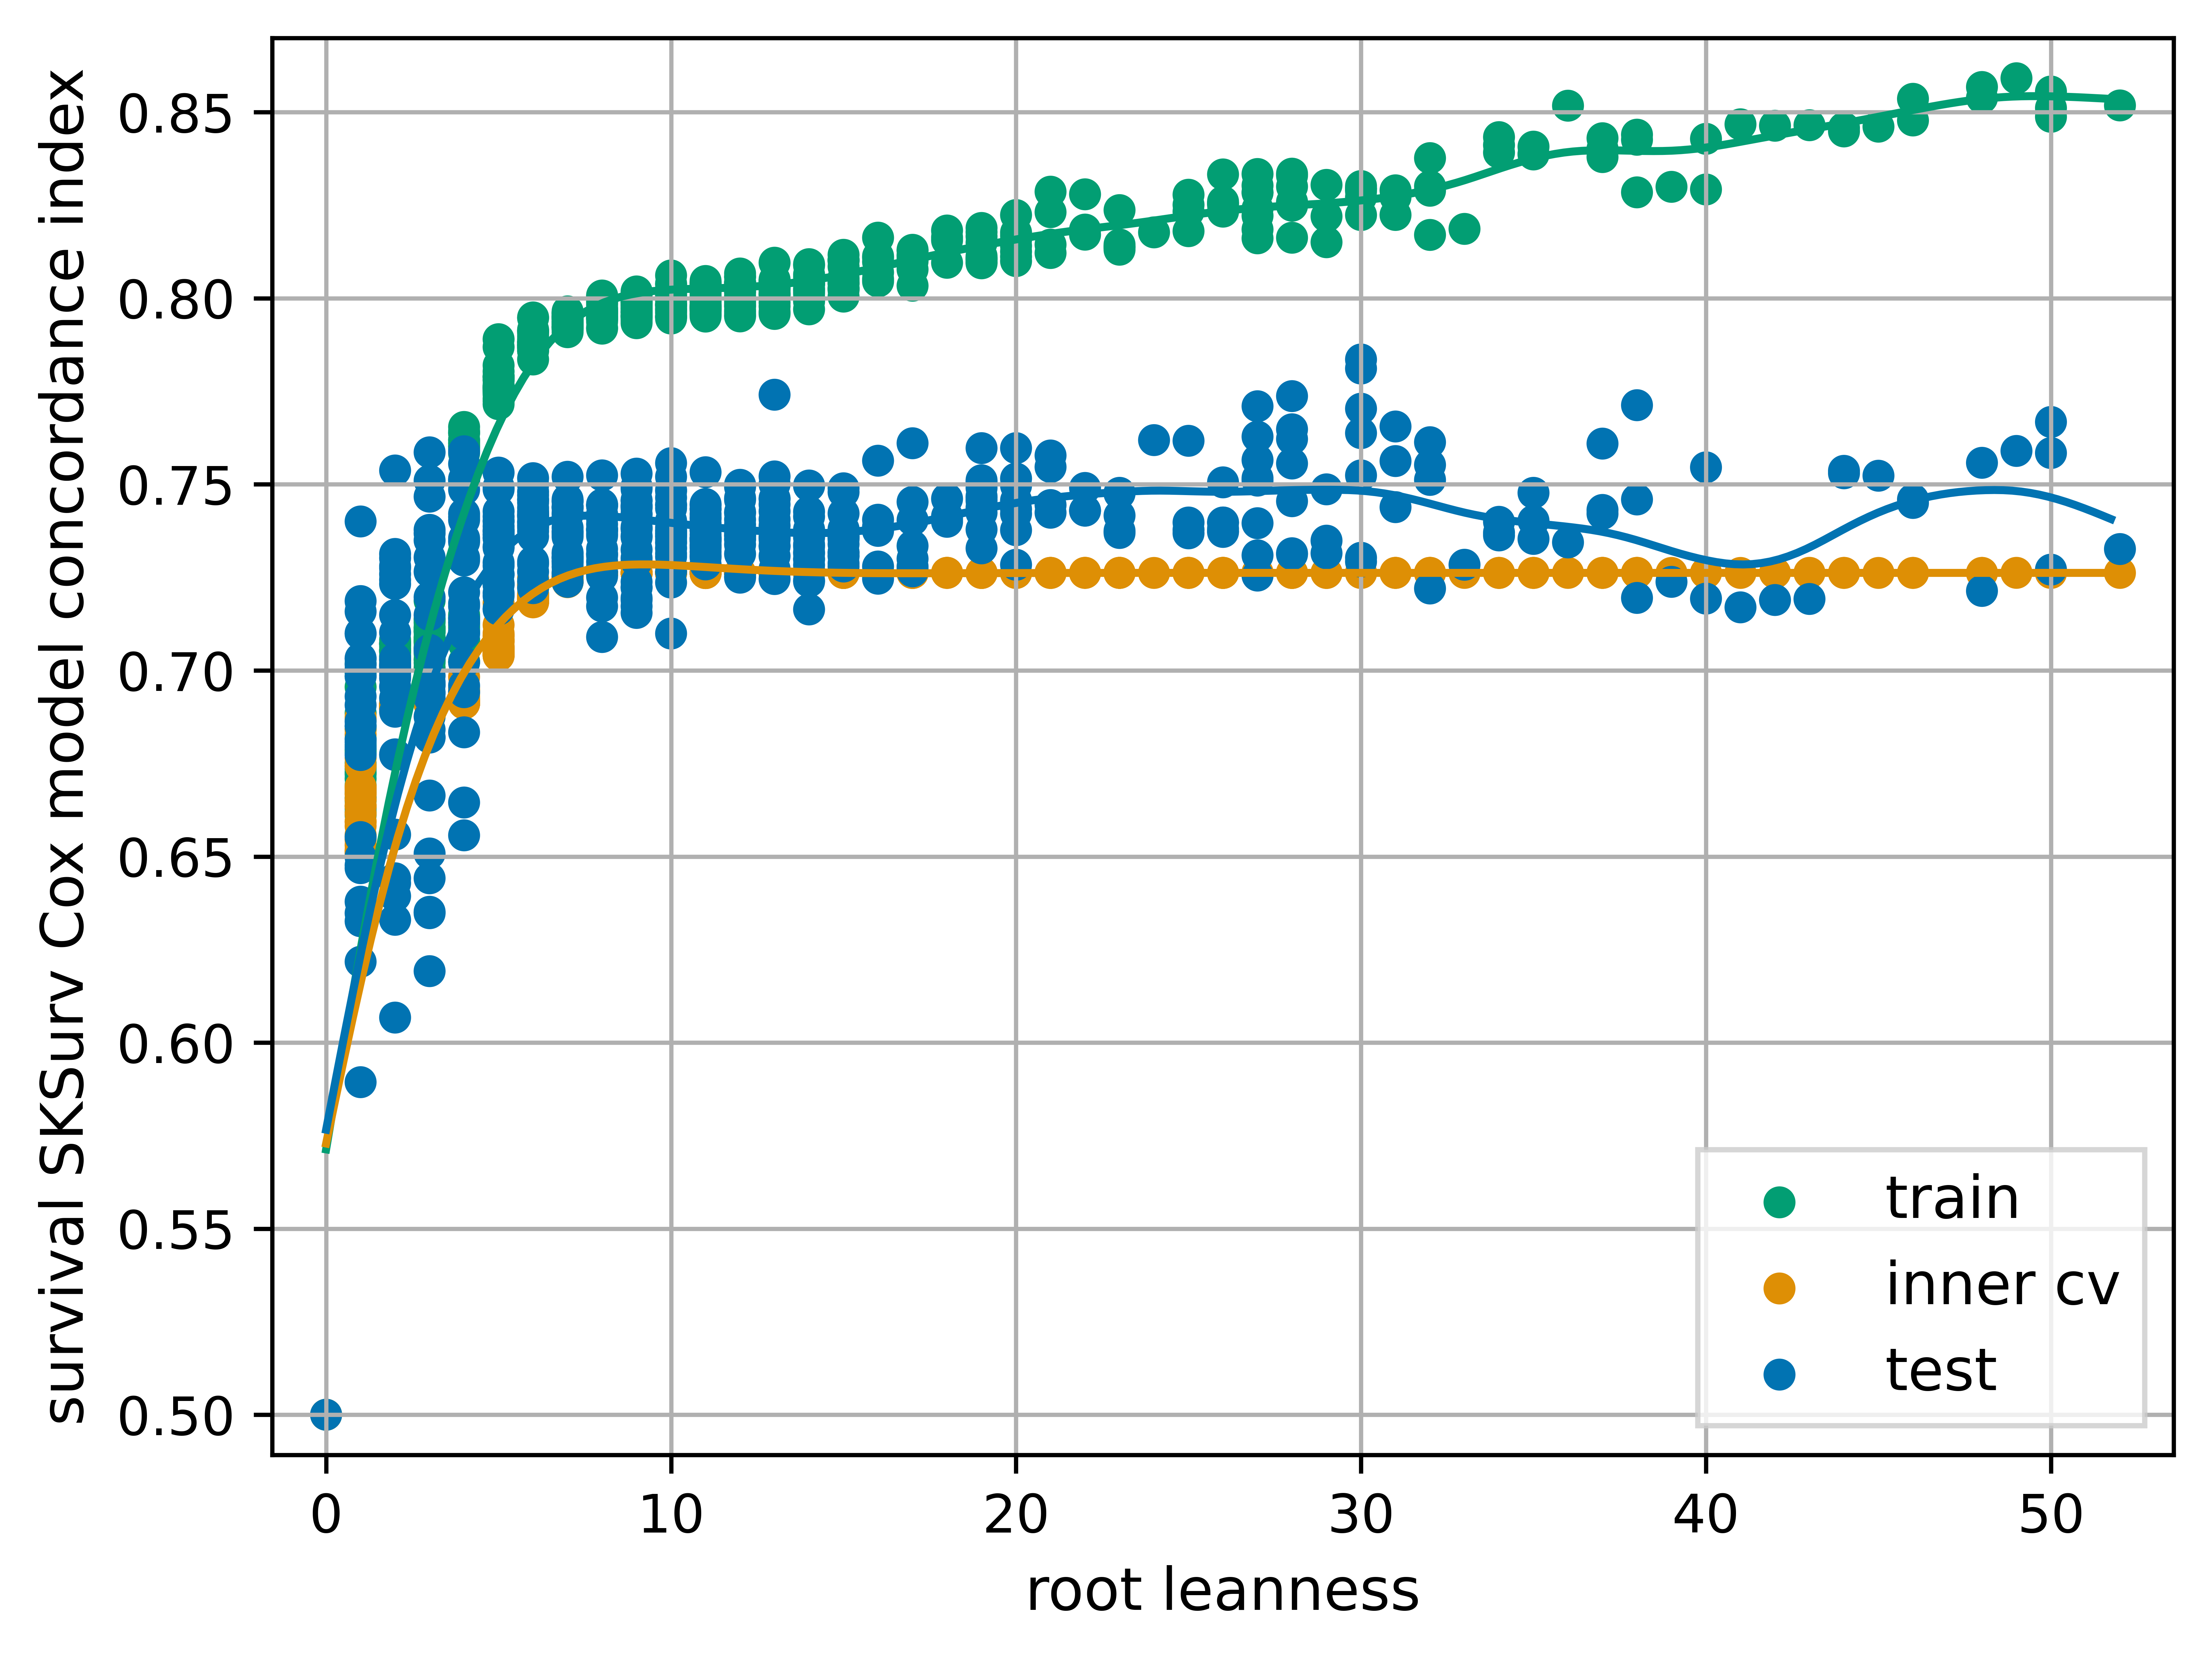 survival SKSurv Cox model concordance index
0.85
0.80
0.75
0.70
0.65
0.60
0.55
0.50
train
inner cv
test
0 10 20 30 40 50
root leanness